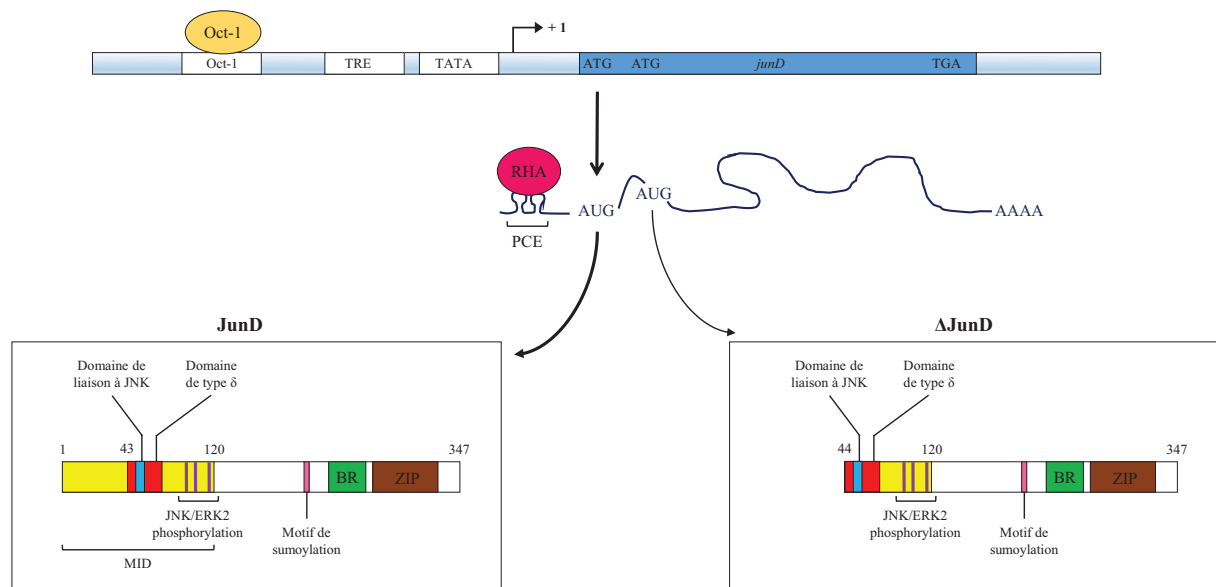 Oct-1
+ 1
Oct-1 TRE TATA ATG ATG junD TGA
RHA
AUG AUG AAAA
PCE
JunD
Domaine de
liaison à JNK
Domaine
de type δ
1 43 120 347
BR ZIP
JNK/ERK2
phosphorylation
Motif de
sumoylation
MID
ΔJunD
Domaine de
liaison à JNK
Domaine
de type δ
44 120 347
BR ZIP
JNK/ERK2
phosphorylation
Motif de
sumoylation